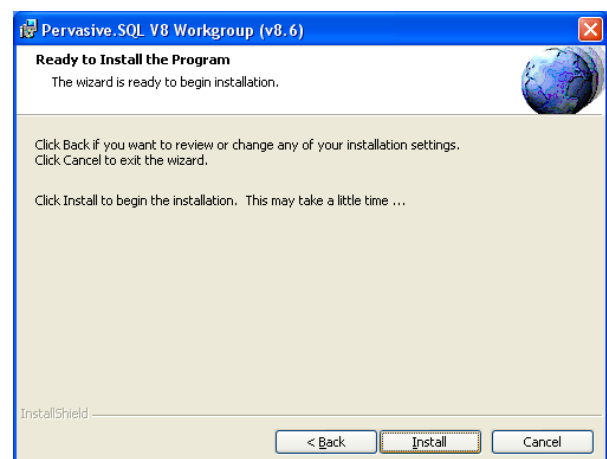 Pervasive.SQL V8 Workgroup (v8.6)
Ready to Install the Program
The wizard is ready to begin installation.
Click Back if you want to review or change any of your installation settings.
Click Cancel to exit the wizard.
Click Install to begin the installation.  This may take a little time ...
InstallShield
< Back
Install
Cancel